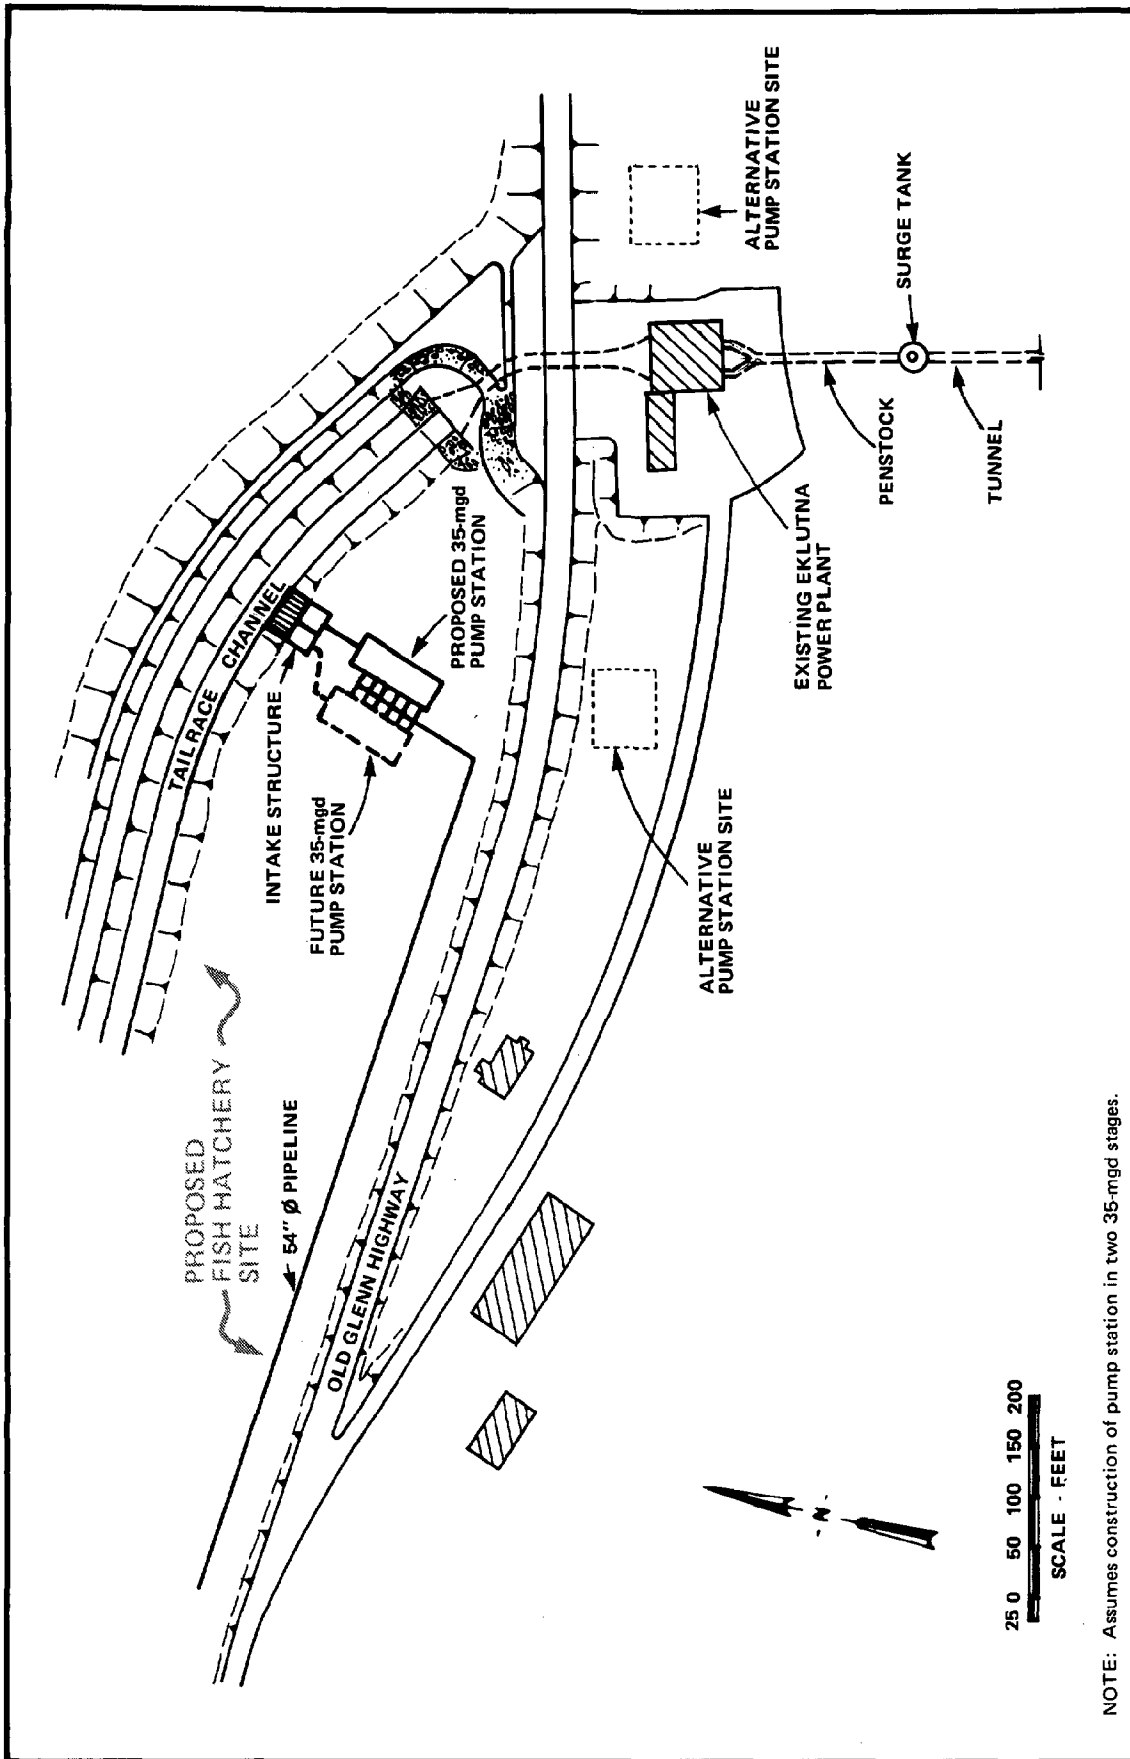 PROPOSED
FISH HATCHERY
SITE
54" Ø PIPELINE
OLD GLENN HIGHWAY
TAILRACE CHANNEL
INTAKE STRUCTURE
FUTURE 35-mgd
PUMP STATION
PROPOSED 35-mgd
PUMP STATION
ALTERNATIVE
PUMP STATION SITE
ALTERNATIVE
PUMP STATION SITE
EXISTING EKLUTNA
POWER PLANT
PENSTOCK
SURGE TANK
TUNNEL
-N-
25 0 50 100 150 200
SCALE - FEET
NOTE: Assumes construction of pump station in two 35-mgd stages.